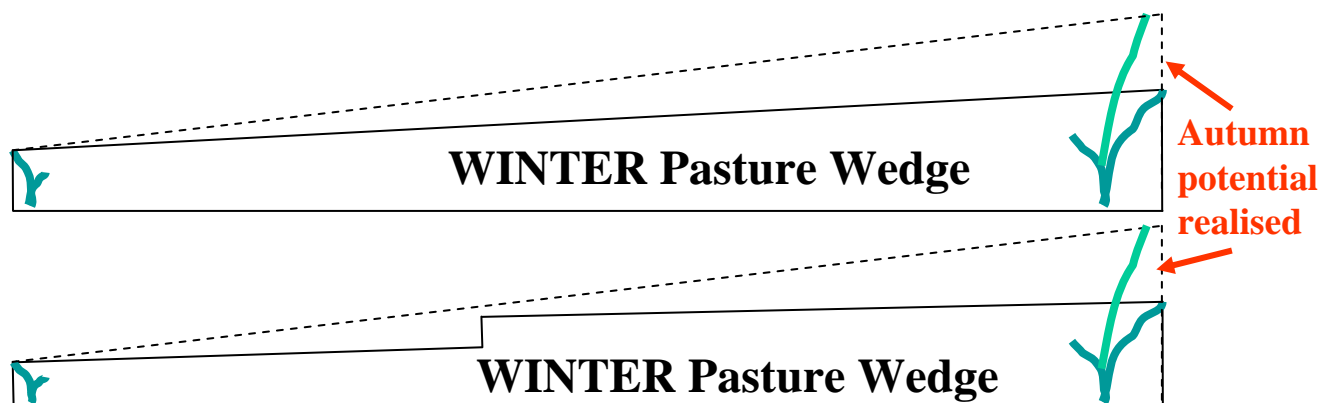 WINTER Pasture Wedge
Autumn
potential
realised
WINTER Pasture Wedge